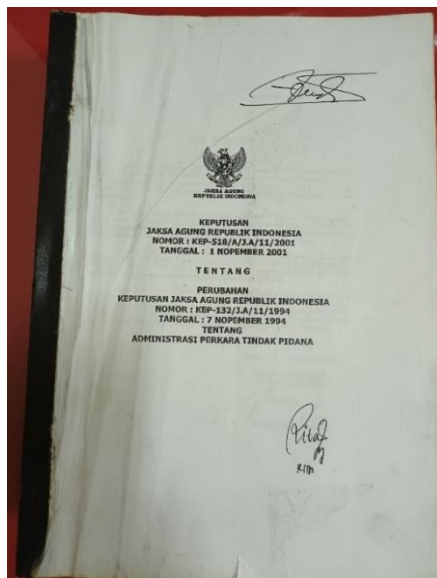 JAKSA AGUNG
REPUBLIK INDONESIA
KEPUTUSAN
JAKSA AGUNG REPUBLIK INDONESIA
NOMOR : KEP-518/A/J.A/11/2001
TANGGAL : 1 NOPEMBER 2001
TENTANG
PERUBAHAN
KEPUTUSAN JAKSA AGUNG REPUBLIK INDONESIA
NOMOR : KEP-132/J.A/11/1994
TANGGAL : 7 NOPEMBER 1994
TENTANG
ADMINISTRASI PERKARA TINDAK PIDANA